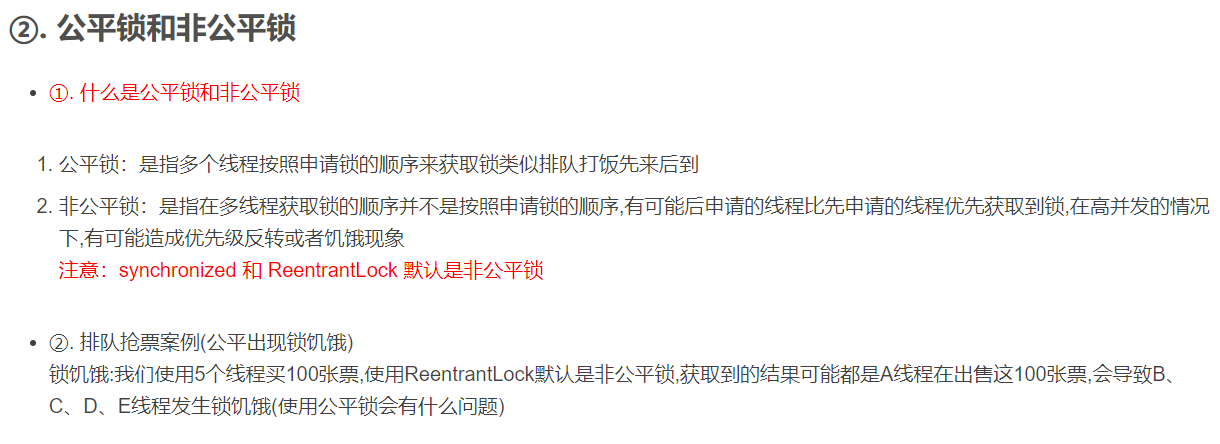 ②. 公平锁和非公平锁
①. 什么是公平锁和非公平锁
1. 公平锁：是指多个线程按照申请锁的顺序来获取锁类似排队打饭先来后到
2. 非公平锁：是指在多线程获取锁的顺序并不是按照申请锁的顺序,有可能后申请的线程比先申请的线程优先获取到锁,在高并发的情况
下,有可能造成优先级反转或者饥饿现象
注意：synchronized 和 ReentrantLock 默认是非公平锁
②. 排队抢票案例(公平出现锁饥饿)
锁饥饿:我们使用5个线程买100张票,使用ReentrantLock默认是非公平锁,获取到的结果可能都是A线程在出售这100张票,会导致B、
C、D、E线程发生锁饥饿(使用公平锁会有什么问题)